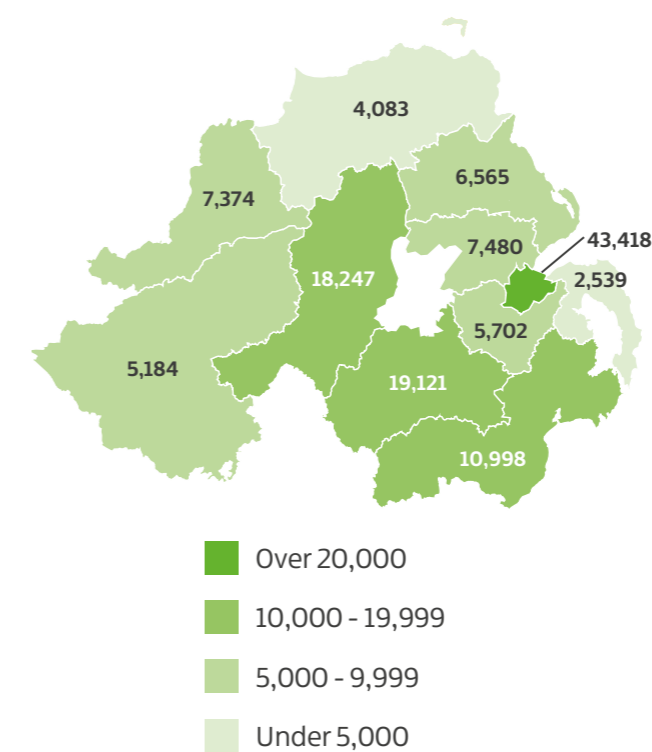 4,083
6,565
7,374
43,418
7,480
2,539
18,247
5,702
5,184
19,121
10,998
Over 20,000
10,000 - 19,999
5,000 - 9,999
Under 5,000